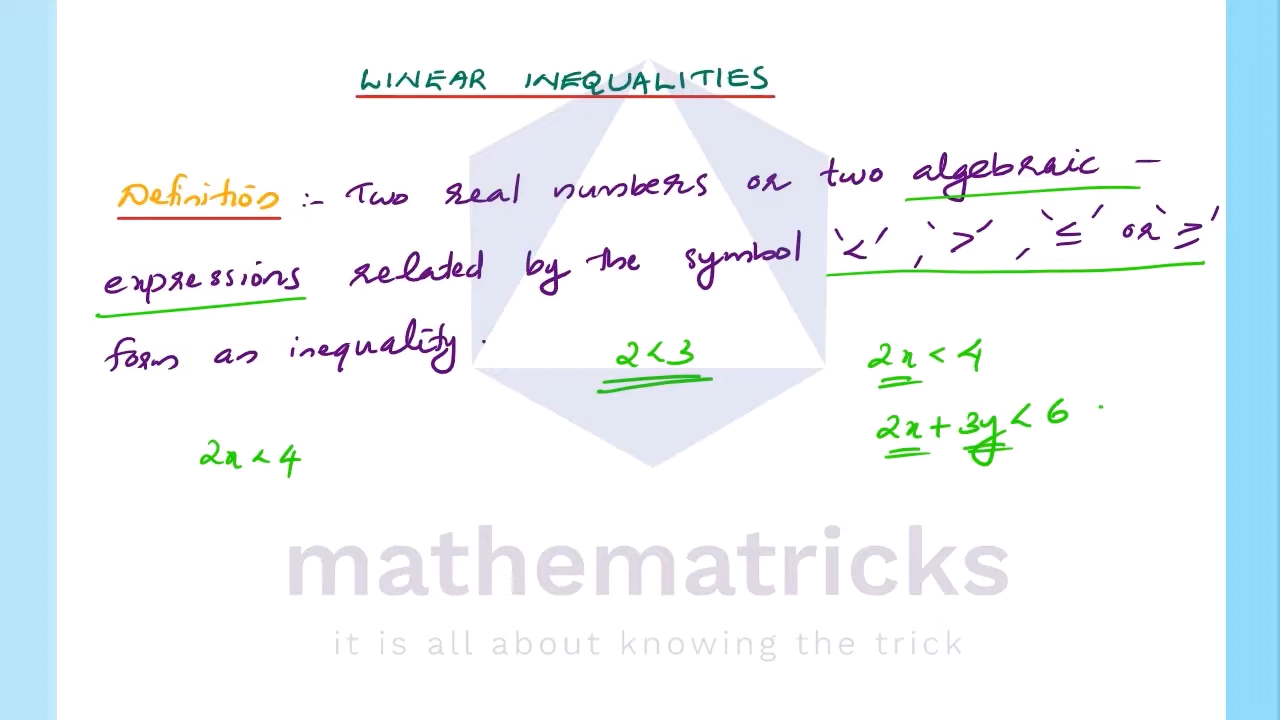 LINEAR INEQUALITIES
Definition :- Two real numbers or two algebraic -
expressions related by the symbol '<' , '>' , '≤' or '≥'
form an inequality .
2 < 3
2x < 4
2x + 3y < 6 .
2x < 4
mathematricks
it is all about knowing the trick